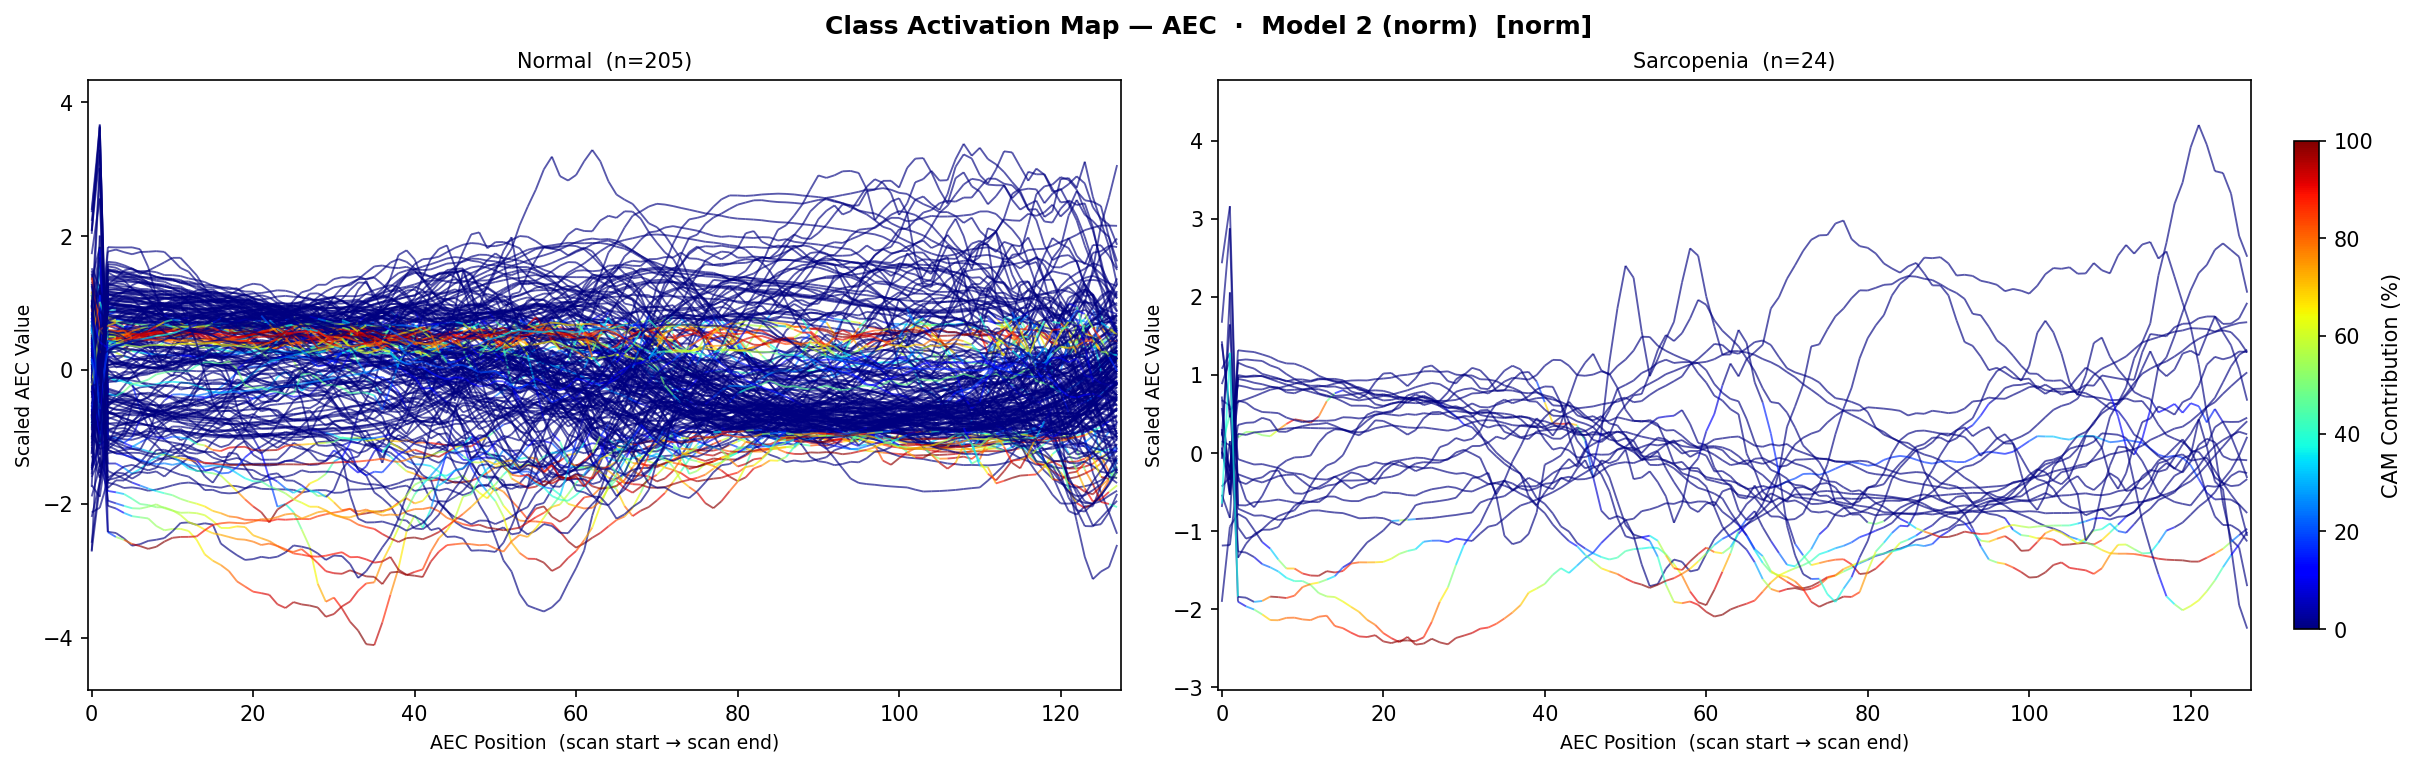 Class Activation Map — AEC · Model 2 (norm) [norm]
Normal (n=205)
Scaled AEC Value
4
2
0
−2
−4
0 20 40 60 80 100 120
AEC Position (scan start → scan end)
Sarcopenia (n=24)
Scaled AEC Value
4
3
2
1
0
−1
−2
−3
0 20 40 60 80 100 120
AEC Position (scan start → scan end)
100
80
60
40
20
0
CAM Contribution (%)